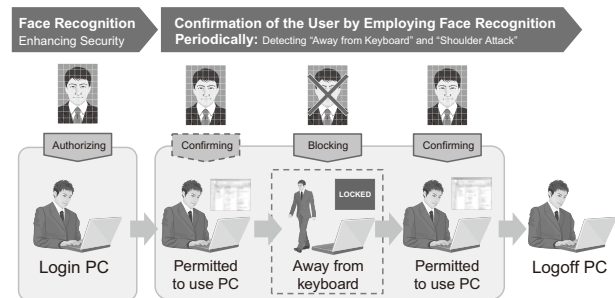 Face Recognition
Enhancing Security
Confirmation of the User by Employing Face Recognition
Periodically: Detecting “Away from Keyboard” and “Shoulder Attack”
Authorizing
Confirming
Blocking
Confirming
LOCKED
Login PC
Permitted
to use PC
Away from
keyboard
Permitted
to use PC
Logoff PC